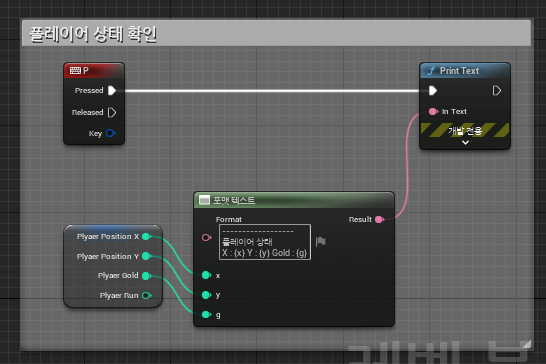 플레이어 상태 확인
P
Pressed
Released
Key
Print Text
In Text
개발 전용
포맷 텍스트
Format
--------------------
플레이어 상태
X : {x} Y : {y} Gold : {g}
Result
x
y
g
Plyaer Position X
Plyaer Position Y
Plyaer Gold
Plyaer Run